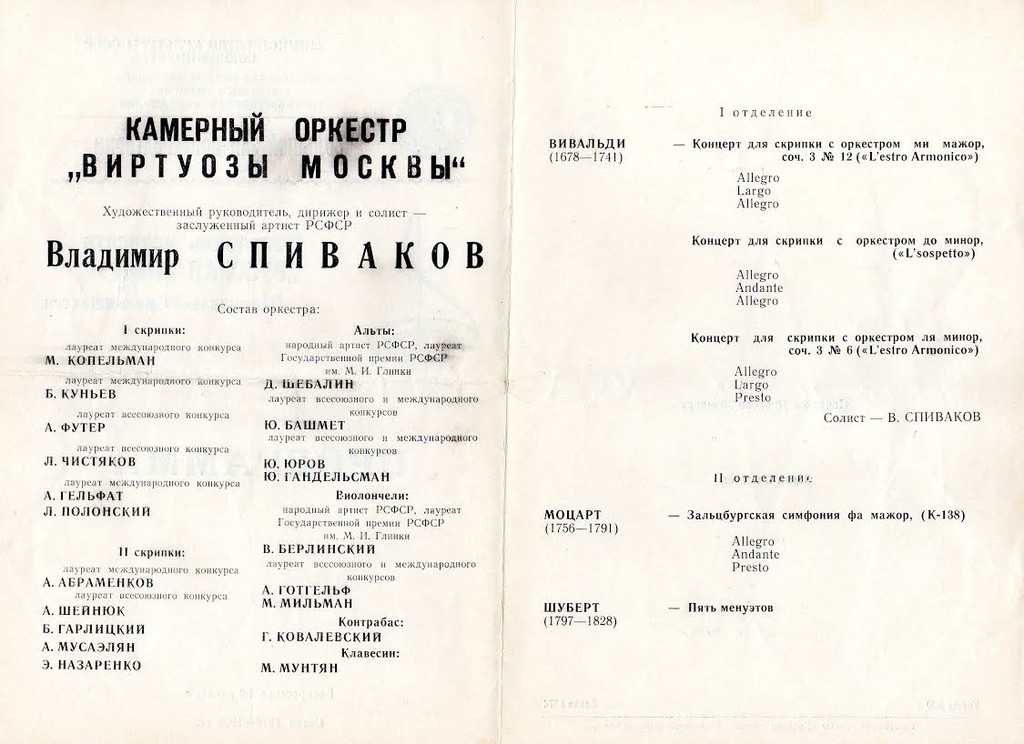 КАМЕРНЫЙ ОРКЕСТР
„ВИРТУОЗЫ МОСКВЫ“
Художественный руководитель, дирижер и солист —
заслуженный артист РСФСР
Владимир СПИВАКОВ
Состав оркестра:
I скрипки:
лауреат международного конкурса
М. КОПЕЛЬМАН
лауреат международного конкурса
Б. КУНЬЕВ
лауреат всесоюзного конкурса
А. ФУТЕР
лауреат всесоюзного конкурса
Л. ЧИСТЯКОВ
лауреат международного конкурса
А. ГЕЛЬФАТ
Л. ПОЛОНСКИЙ
II скрипки:
лауреат международного конкурса
А. АБРАМЕНКОВ
лауреат всесоюзного конкурса
А. ШЕЙНЮК
Б. ГАРЛИЦКИЙ
А. МУСАЭЛЯН
Э. НАЗАРЕНКО
Альты:
народный артист РСФСР, лауреат
Государственной премии РСФСР
им. М. И. Глинки
Д. ШЕБАЛИН
лауреат всесоюзного и международного
конкурсов
Ю. БАШМЕТ
лауреат всесоюзного и международного
конкурсов
Ю. ЮРОВ
Ю. ГАНДЕЛЬСМАН
Виолончели:
народный артист РСФСР, лауреат
Государственной премии РСФСР
им. М. И. Глинки
В. БЕРЛИНСКИЙ
лауреат всесоюзного и международного
конкурсов
А. ГОТГЕЛЬФ
М. МИЛЬМАН
Контрабас:
Г. КОВАЛЕВСКИЙ
Клавесин:
М. МУНТЯН
I отделение
ВИВАЛЬДИ — Концерт для скрипки с оркестром ми мажор,
(1678—1741) соч. 3 № 12 («L'estro Armonico»)
Allegro
Largo
Allegro
Концерт для скрипки с оркестром до минор,
(«L'sospetto»)
Allegro
Andante
Allegro
Концерт для скрипки с оркестром ля минор,
соч. 3 № 6 («L'estro Armonico»)
Allegro
Largo
Presto
Солист — В. СПИВАКОВ
II отделение
МОЦАРТ — Зальцбургская симфония фа мажор, (К-138)
(1756—1791)
Allegro
Andante
Presto
ШУБЕРТ — Пять менуэтов
(1797—1828)